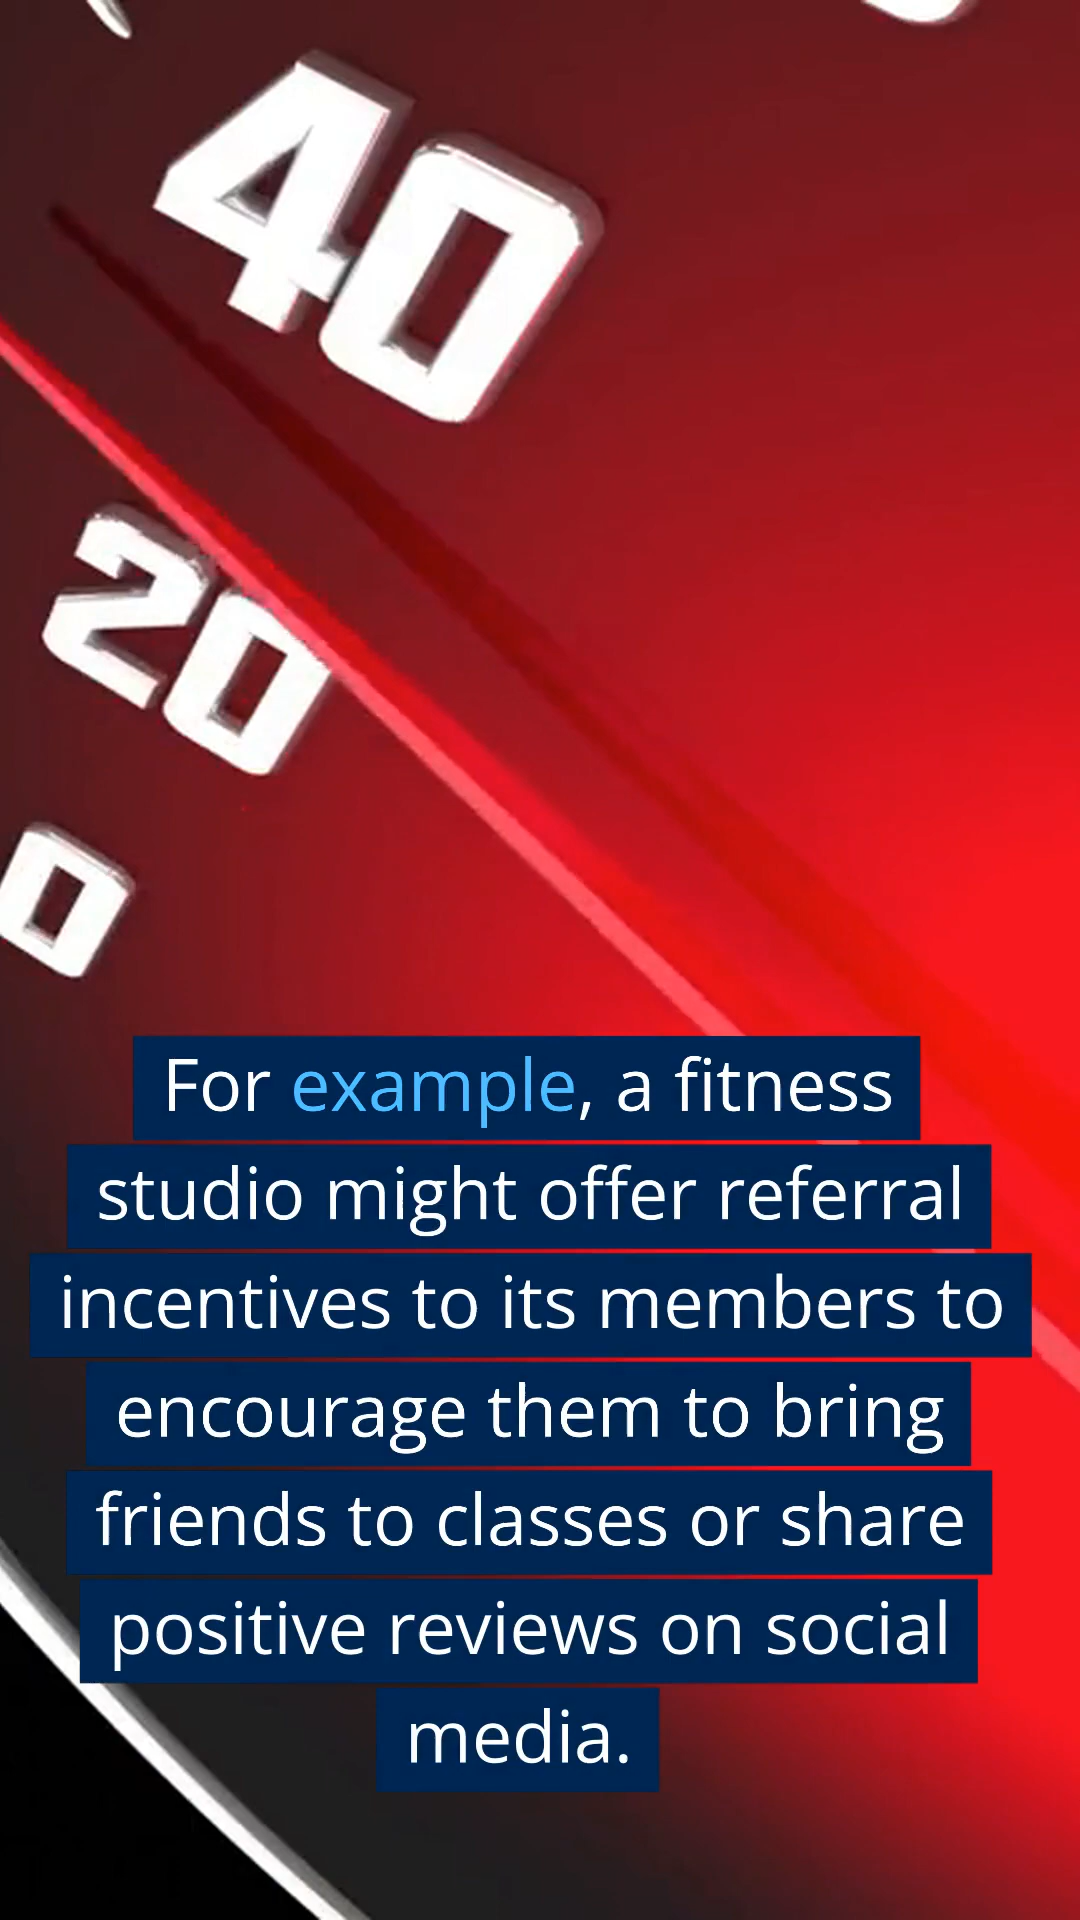 40
20
0
For example, a fitness
studio might offer referral
incentives to its members to
encourage them to bring
friends to classes or share
positive reviews on social
media.